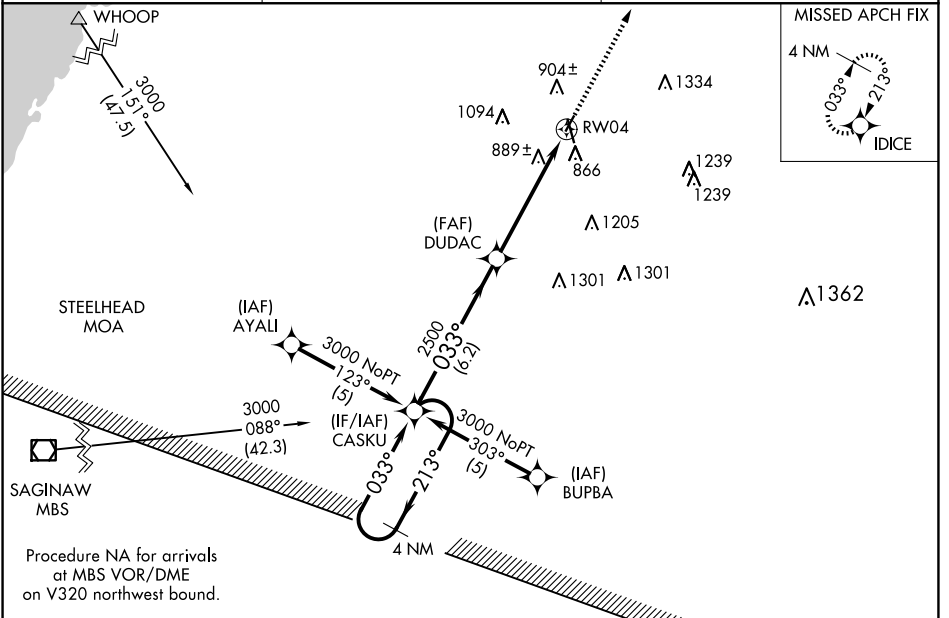 WHOOP
3000
151°
(47.5)
MISSED APCH FIX
4 NM
033°
213°
IDICE
904±
1334
1094
RW04
889±
866
1239
1239
1205
(FAF)
DUDAC
1301
1301
1362
STEELHEAD
MOA
(IAF)
AYALI
2500
033°
(6.2)
3000 NoPT
123°
(5)
3000
088°
(42.3)
(IF/IAF)
CASKU
3000 NoPT
303°
(5)
033°
213°
(IAF)
BUPBA
SAGINAW
MBS
4 NM
Procedure NA for arrivals
at MBS VOR/DME
on V320 northwest bound.